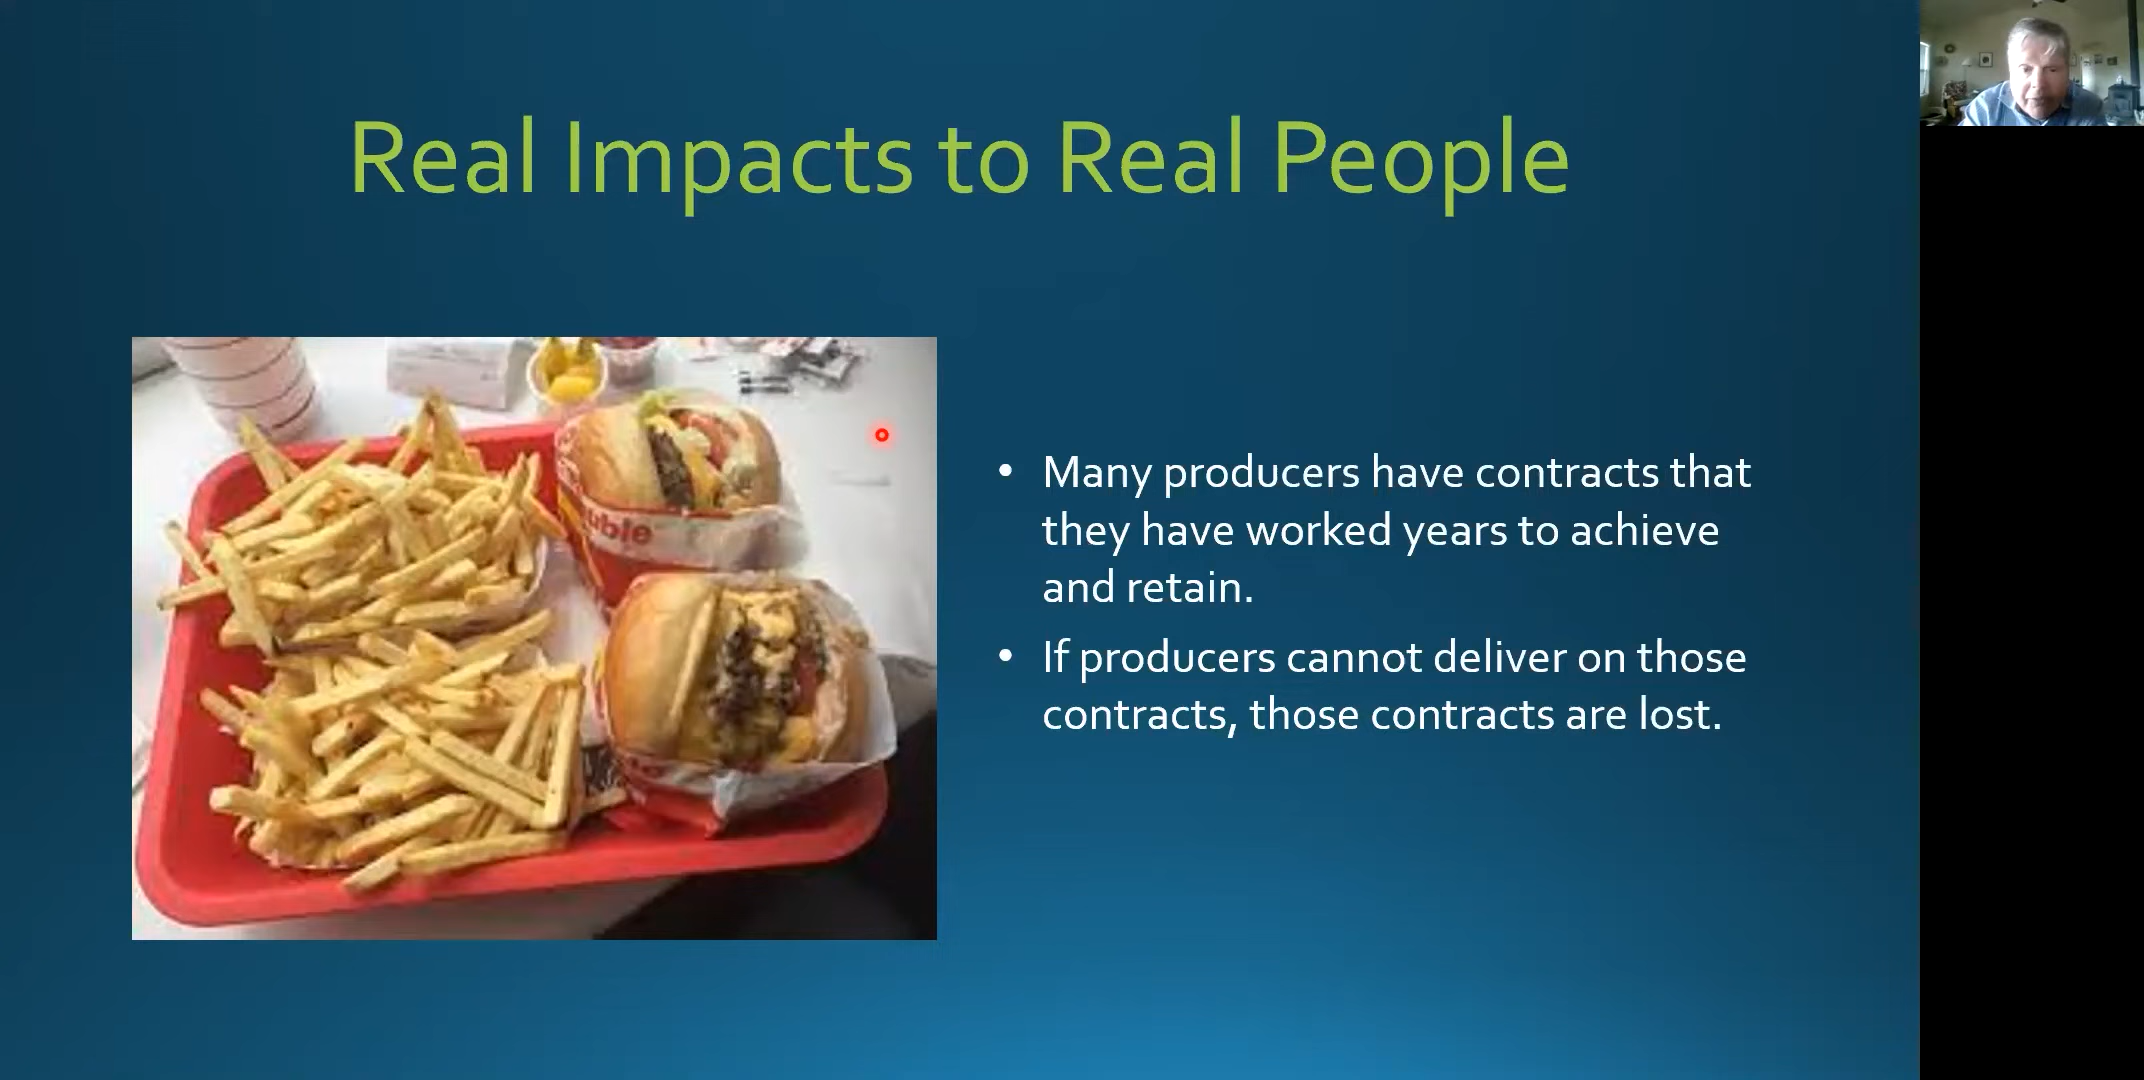 Real Impacts to Real People
uble
• Many producers have contracts that
they have worked years to achieve
and retain.
• If producers cannot deliver on those
contracts, those contracts are lost.